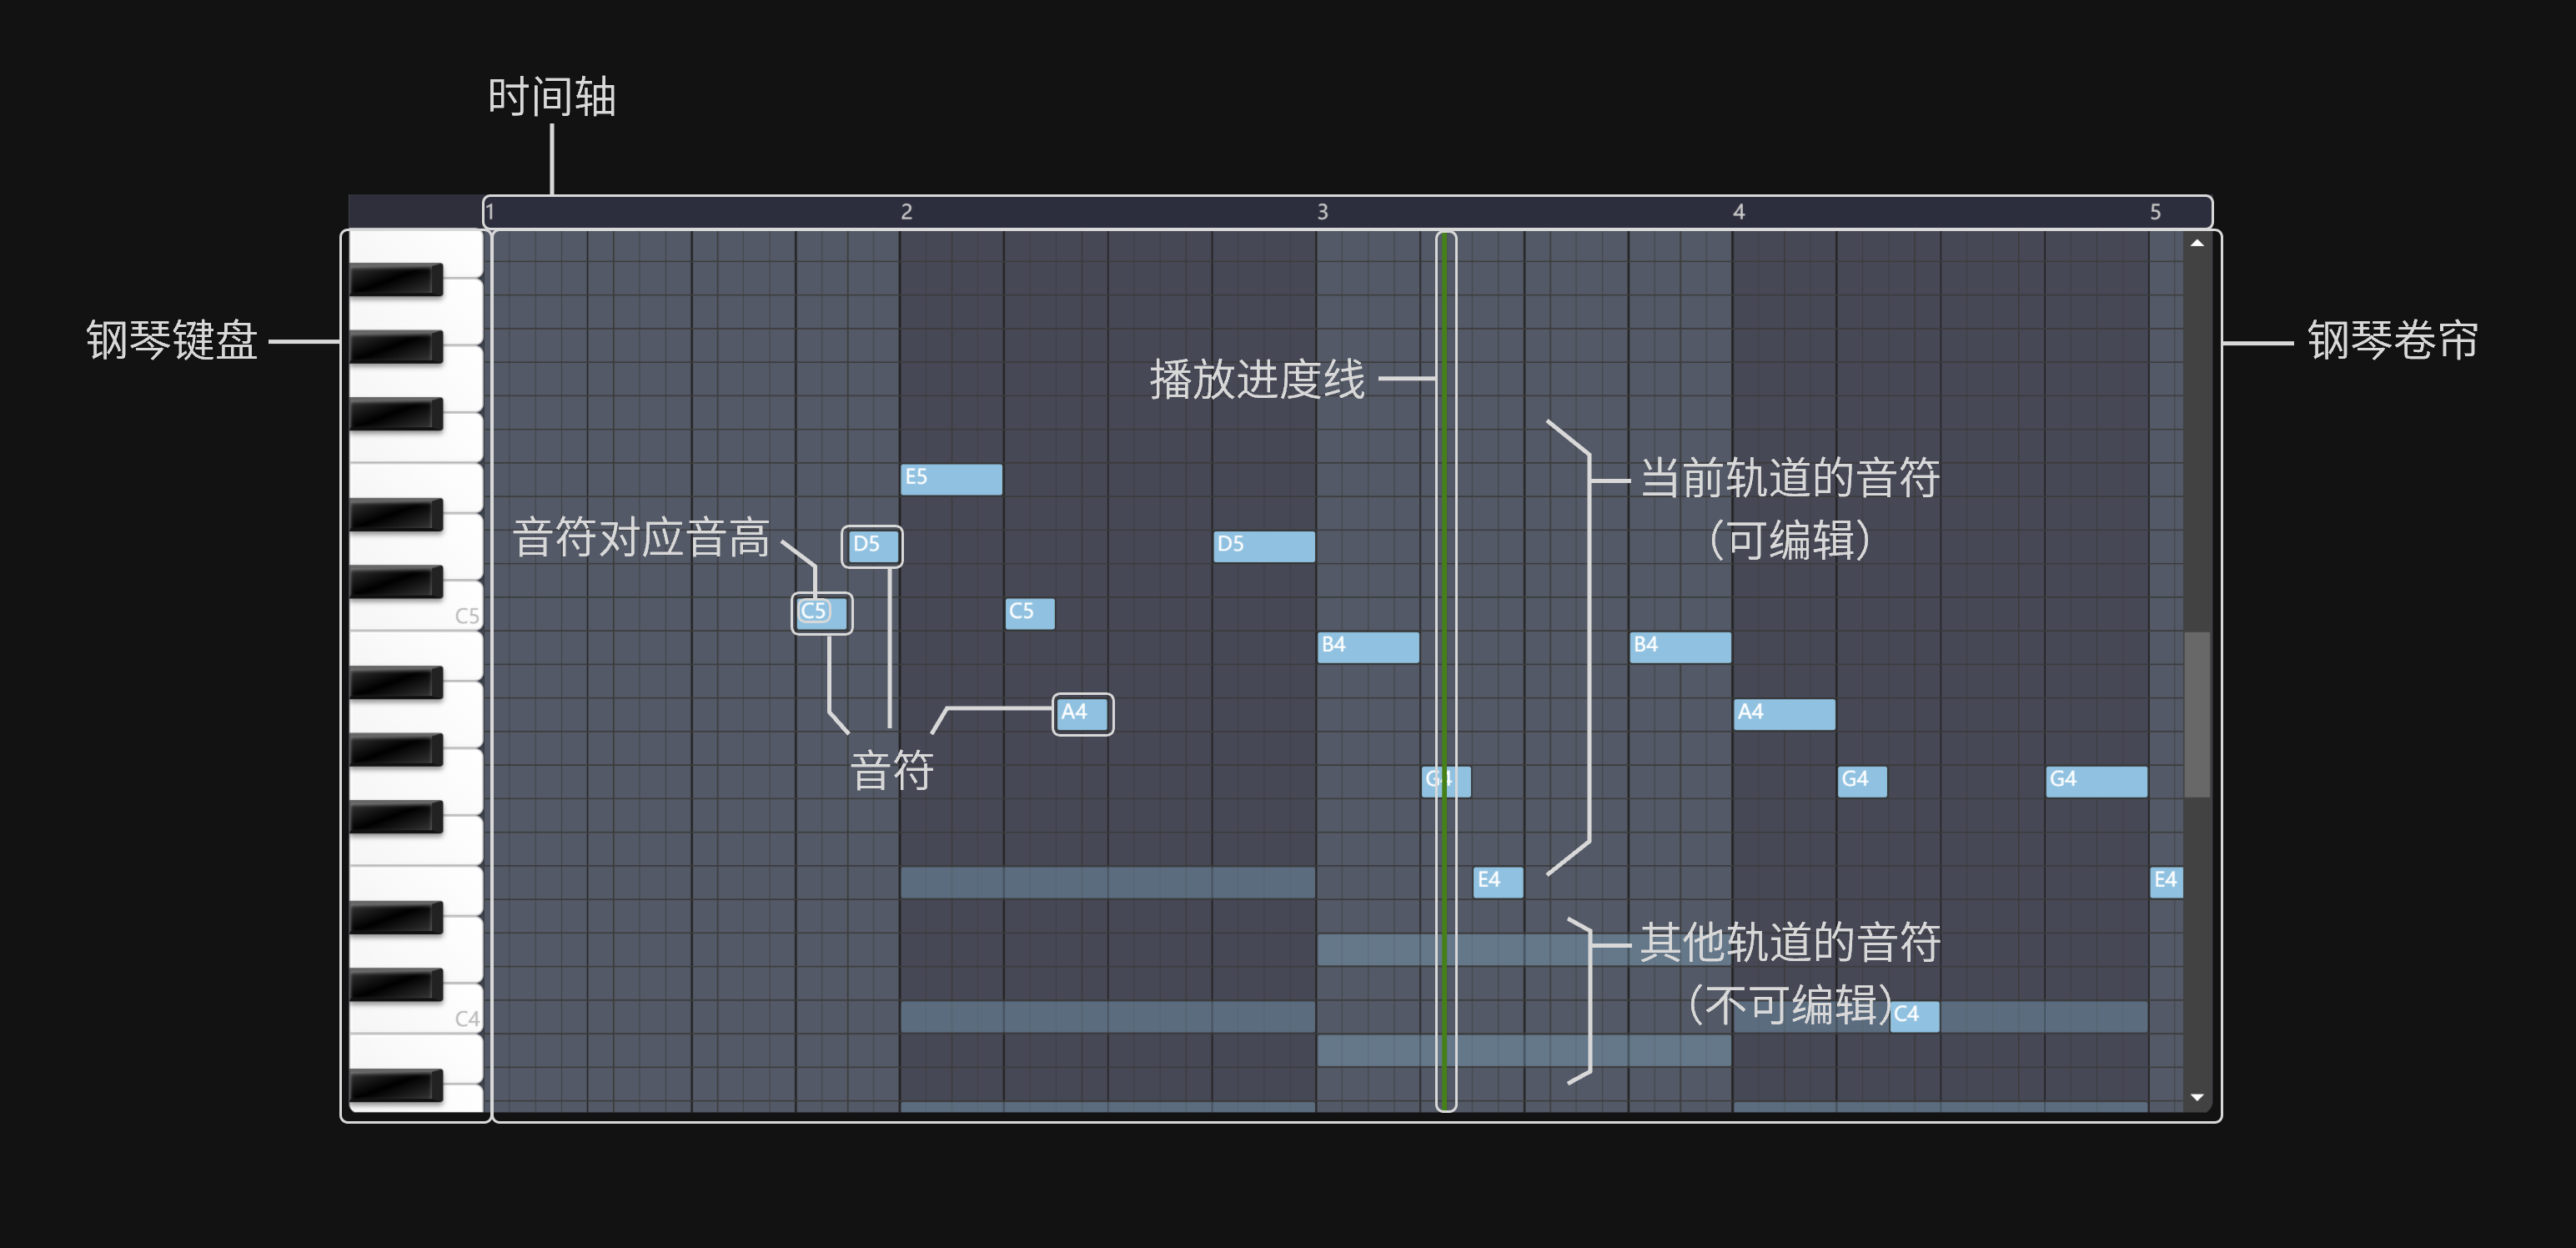 时间轴
1 2 3 4 5
钢琴键盘
钢琴卷帘
播放进度线
E5
当前轨道的音符
（可编辑）
音符对应音高
D5
D5
C5
C5
C5
B4
B4
A4
A4
音符
G4
G4
G4
E4
E4
其他轨道的音符
（不可编辑）
C4
C4